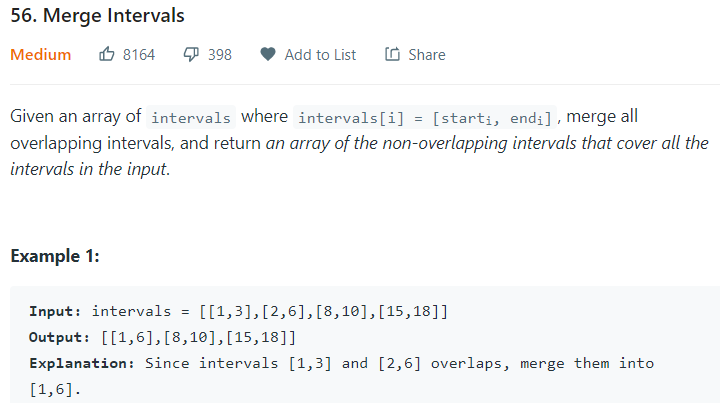 56. Merge Intervals
Medium 8164 398 Add to List Share
Given an array of intervals where intervals[i] = [starti, endi], merge all
overlapping intervals, and return an array of the non-overlapping intervals that cover all the
intervals in the input.
Example 1:
Input: intervals = [[1,3],[2,6],[8,10],[15,18]]
Output: [[1,6],[8,10],[15,18]]
Explanation: Since intervals [1,3] and [2,6] overlaps, merge them into
[1,6].